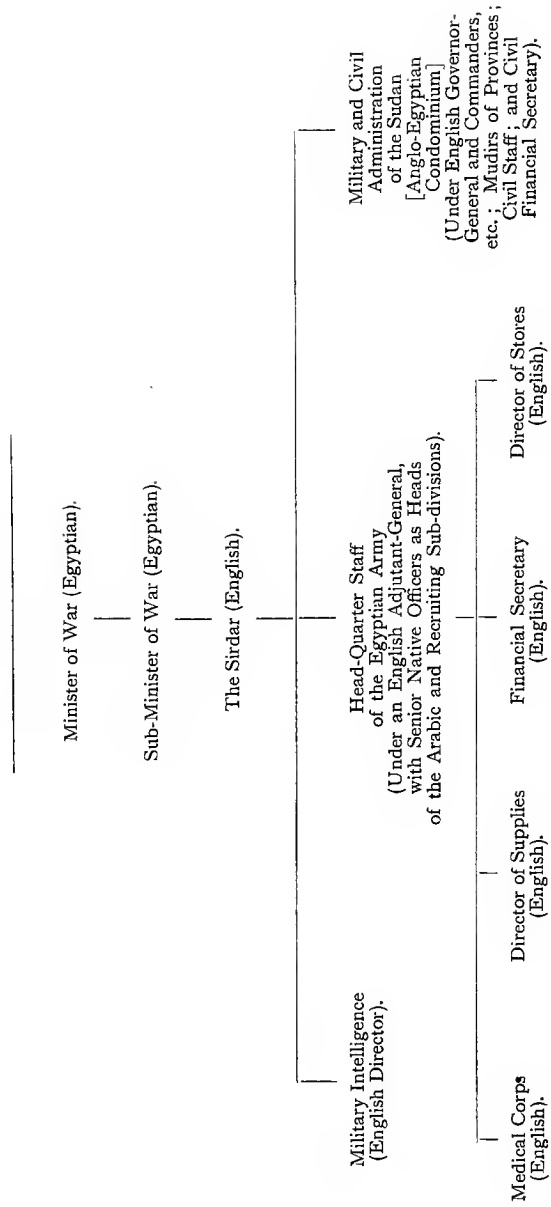 Minister of War (Egyptian).
Sub-Minister of War (Egyptian).
The Sirdar (English).
Military Intelligence
(English Director).
Head-Quarter Staff
of the Egyptian Army
(Under an English Adjutant-General,
with Senior Native Officers as Heads
of the Arabic and Recruiting Sub-divisions).
Military and Civil
Administration
of the Sudan
[Anglo-Egyptian
Condominium]
(Under English Governor-
General and Commanders,
etc.; Mudirs of Provinces;
Civil Staff; and Civil
Financial Secretary).
Medical Corps
(English).
Director of Supplies
(English).
Financial Secretary
(English).
Director of Stores
(English).